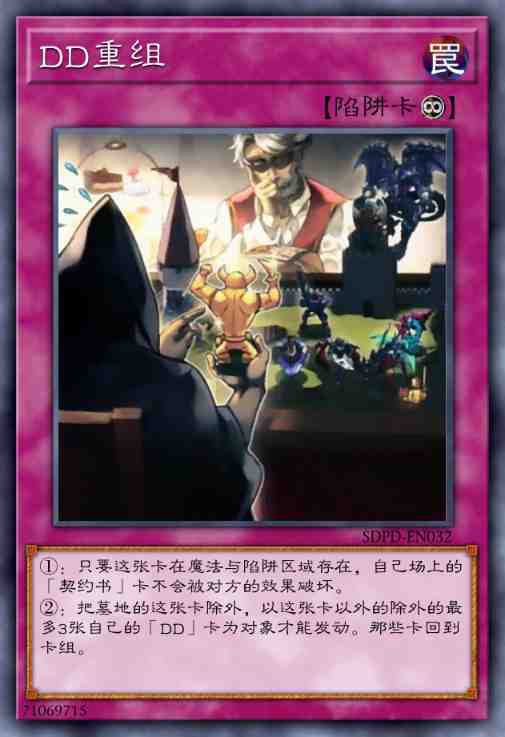 DD重组
罠
【陷阱卡♾】
SDPD-EN032
①：只要这张卡在魔法与陷阱区域存在，自己场上的
「契约书」卡不会被对方的效果破坏。
②：把墓地的这张卡除外，以这张卡以外的除外的最
多3张自己的「DD」卡为对象才能发动。那些卡回到
卡组。
71069715